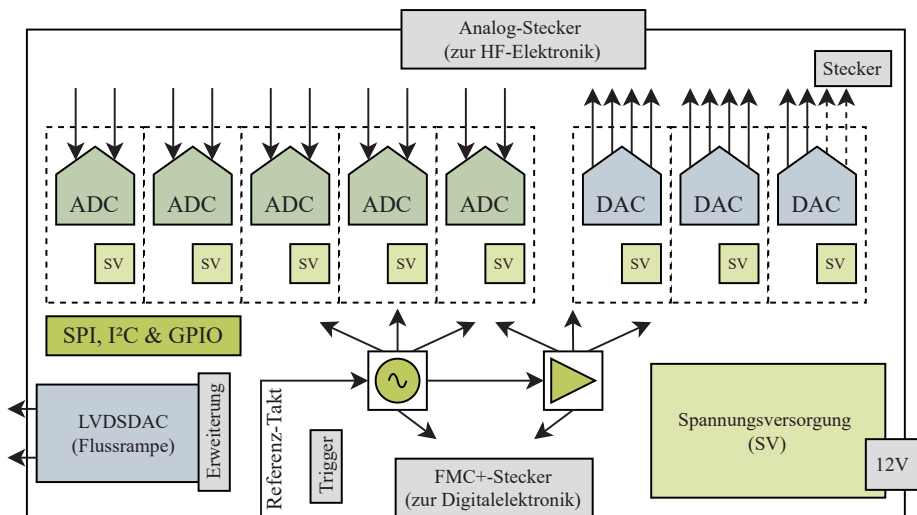 Analog-Stecker
(zur HF-Elektronik)
Stecker
ADC
ADC
ADC
ADC
ADC
DAC
DAC
DAC
SV
SV
SV
SV
SV
SV
SV
SV
SPI, I²C & GPIO
LVDSDAC
(Flussrampe)
Erweiterung
Referenz-Takt
Trigger
FMC+-Stecker
(zur Digitalelektronik)
Spannungsversorgung
(SV)
12V